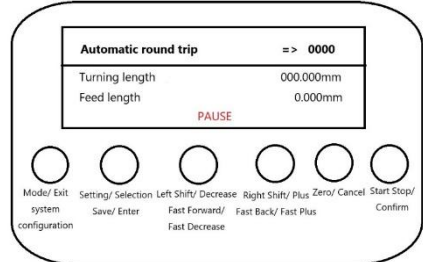 Automatic round trip => 0000
Turning length 000.000mm
Feed length 0.000mm
PAUSE
Mode/ Exit
system
configuration
Setting/ Selection
Save/ Enter
Left Shift/ Decrease
Fast Forward/
Fast Decrease
Right Shift/ Plus
Fast Back/ Fast Plus
Zero/ Cancel
Start Stop/
Confirm